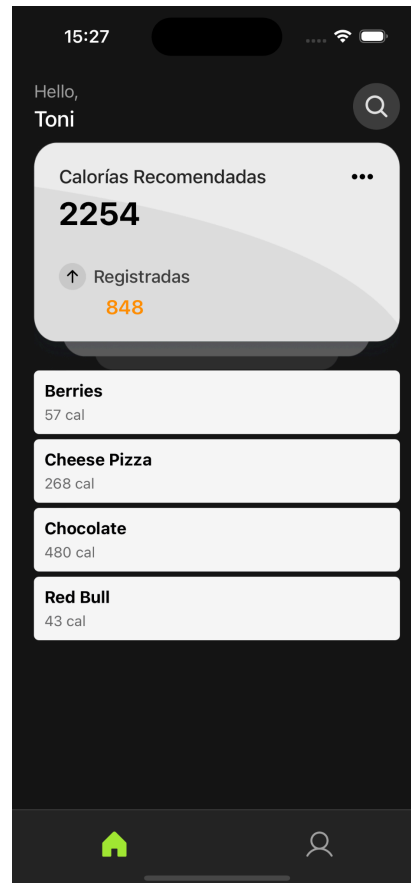 15:27
Hello,
Toni
Calorías Recomendadas
2254
Registradas
848
Berries
57 cal
Cheese Pizza
268 cal
Chocolate
480 cal
Red Bull
43 cal